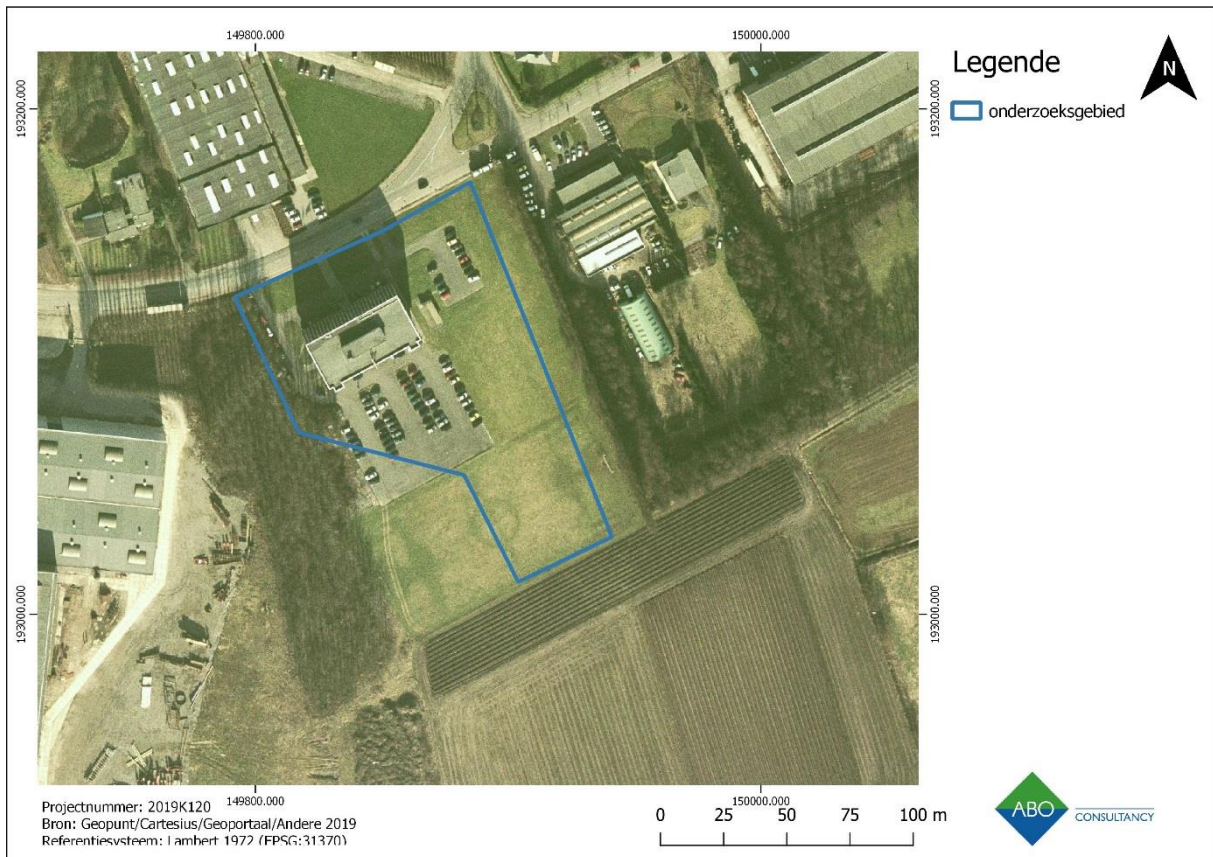 149800.000
150000.000
Legende
N
onderzoeksgebied
193200.000
193200.000
193000.000
193000.000
149800.000
150000.000
Projectnummer: 2019K120
Bron: Geopunt/Cartesius/Geoportaal/Andere 2019
Referentiesysteem: Lambert 1972 (EPSG:31370)
0 25 50 75 100 m
ABO
CONSULTANCY